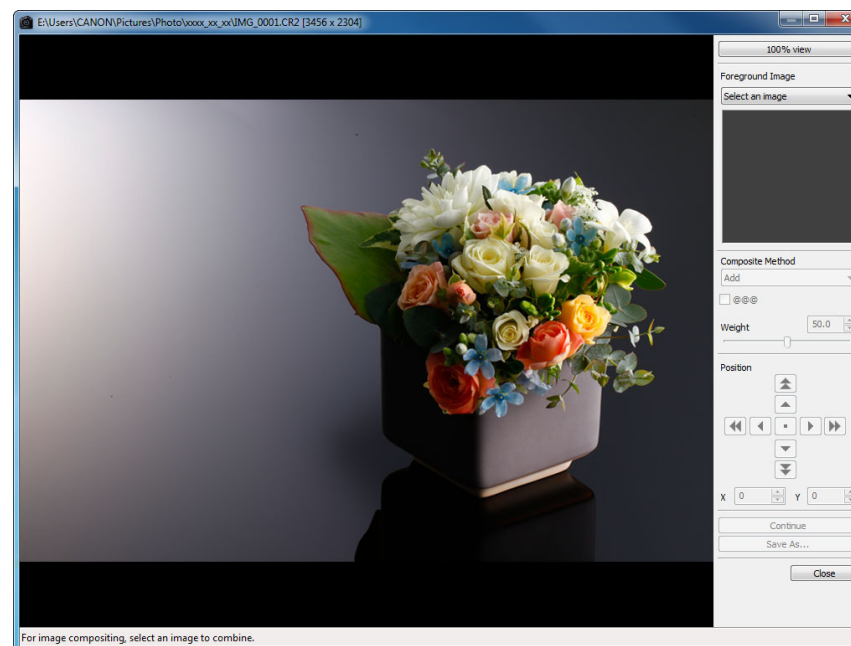 E:\Users\CANON\Pictures\Photo\xxxx_xx_xx\IMG_0001.CR2 [3456 x 2304]
100% view
Foreground Image
Select an image
Composite Method
Add
@@@
Weight
50.0
Position
X 0 Y 0
Continue
Save As...
Close
For image compositing, select an image to combine.